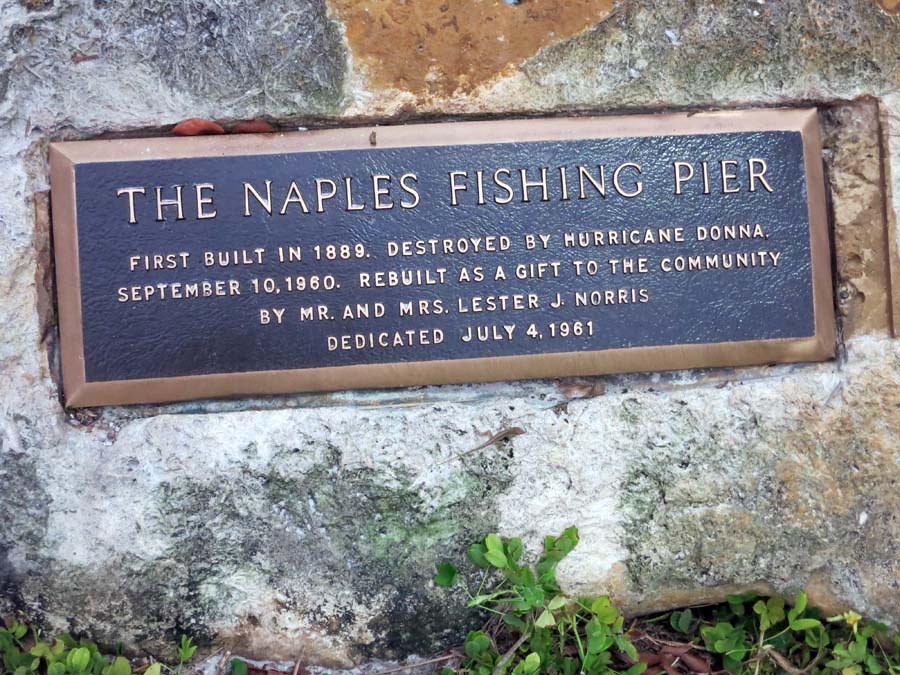 THE NAPLES FISHING PIER
FIRST BUILT IN 1889. DESTROYED BY HURRICANE DONNA,
SEPTEMBER 10, 1960. REBUILT AS A GIFT TO THE COMMUNITY
BY MR. AND MRS. LESTER J. NORRIS
DEDICATED JULY 4, 1961